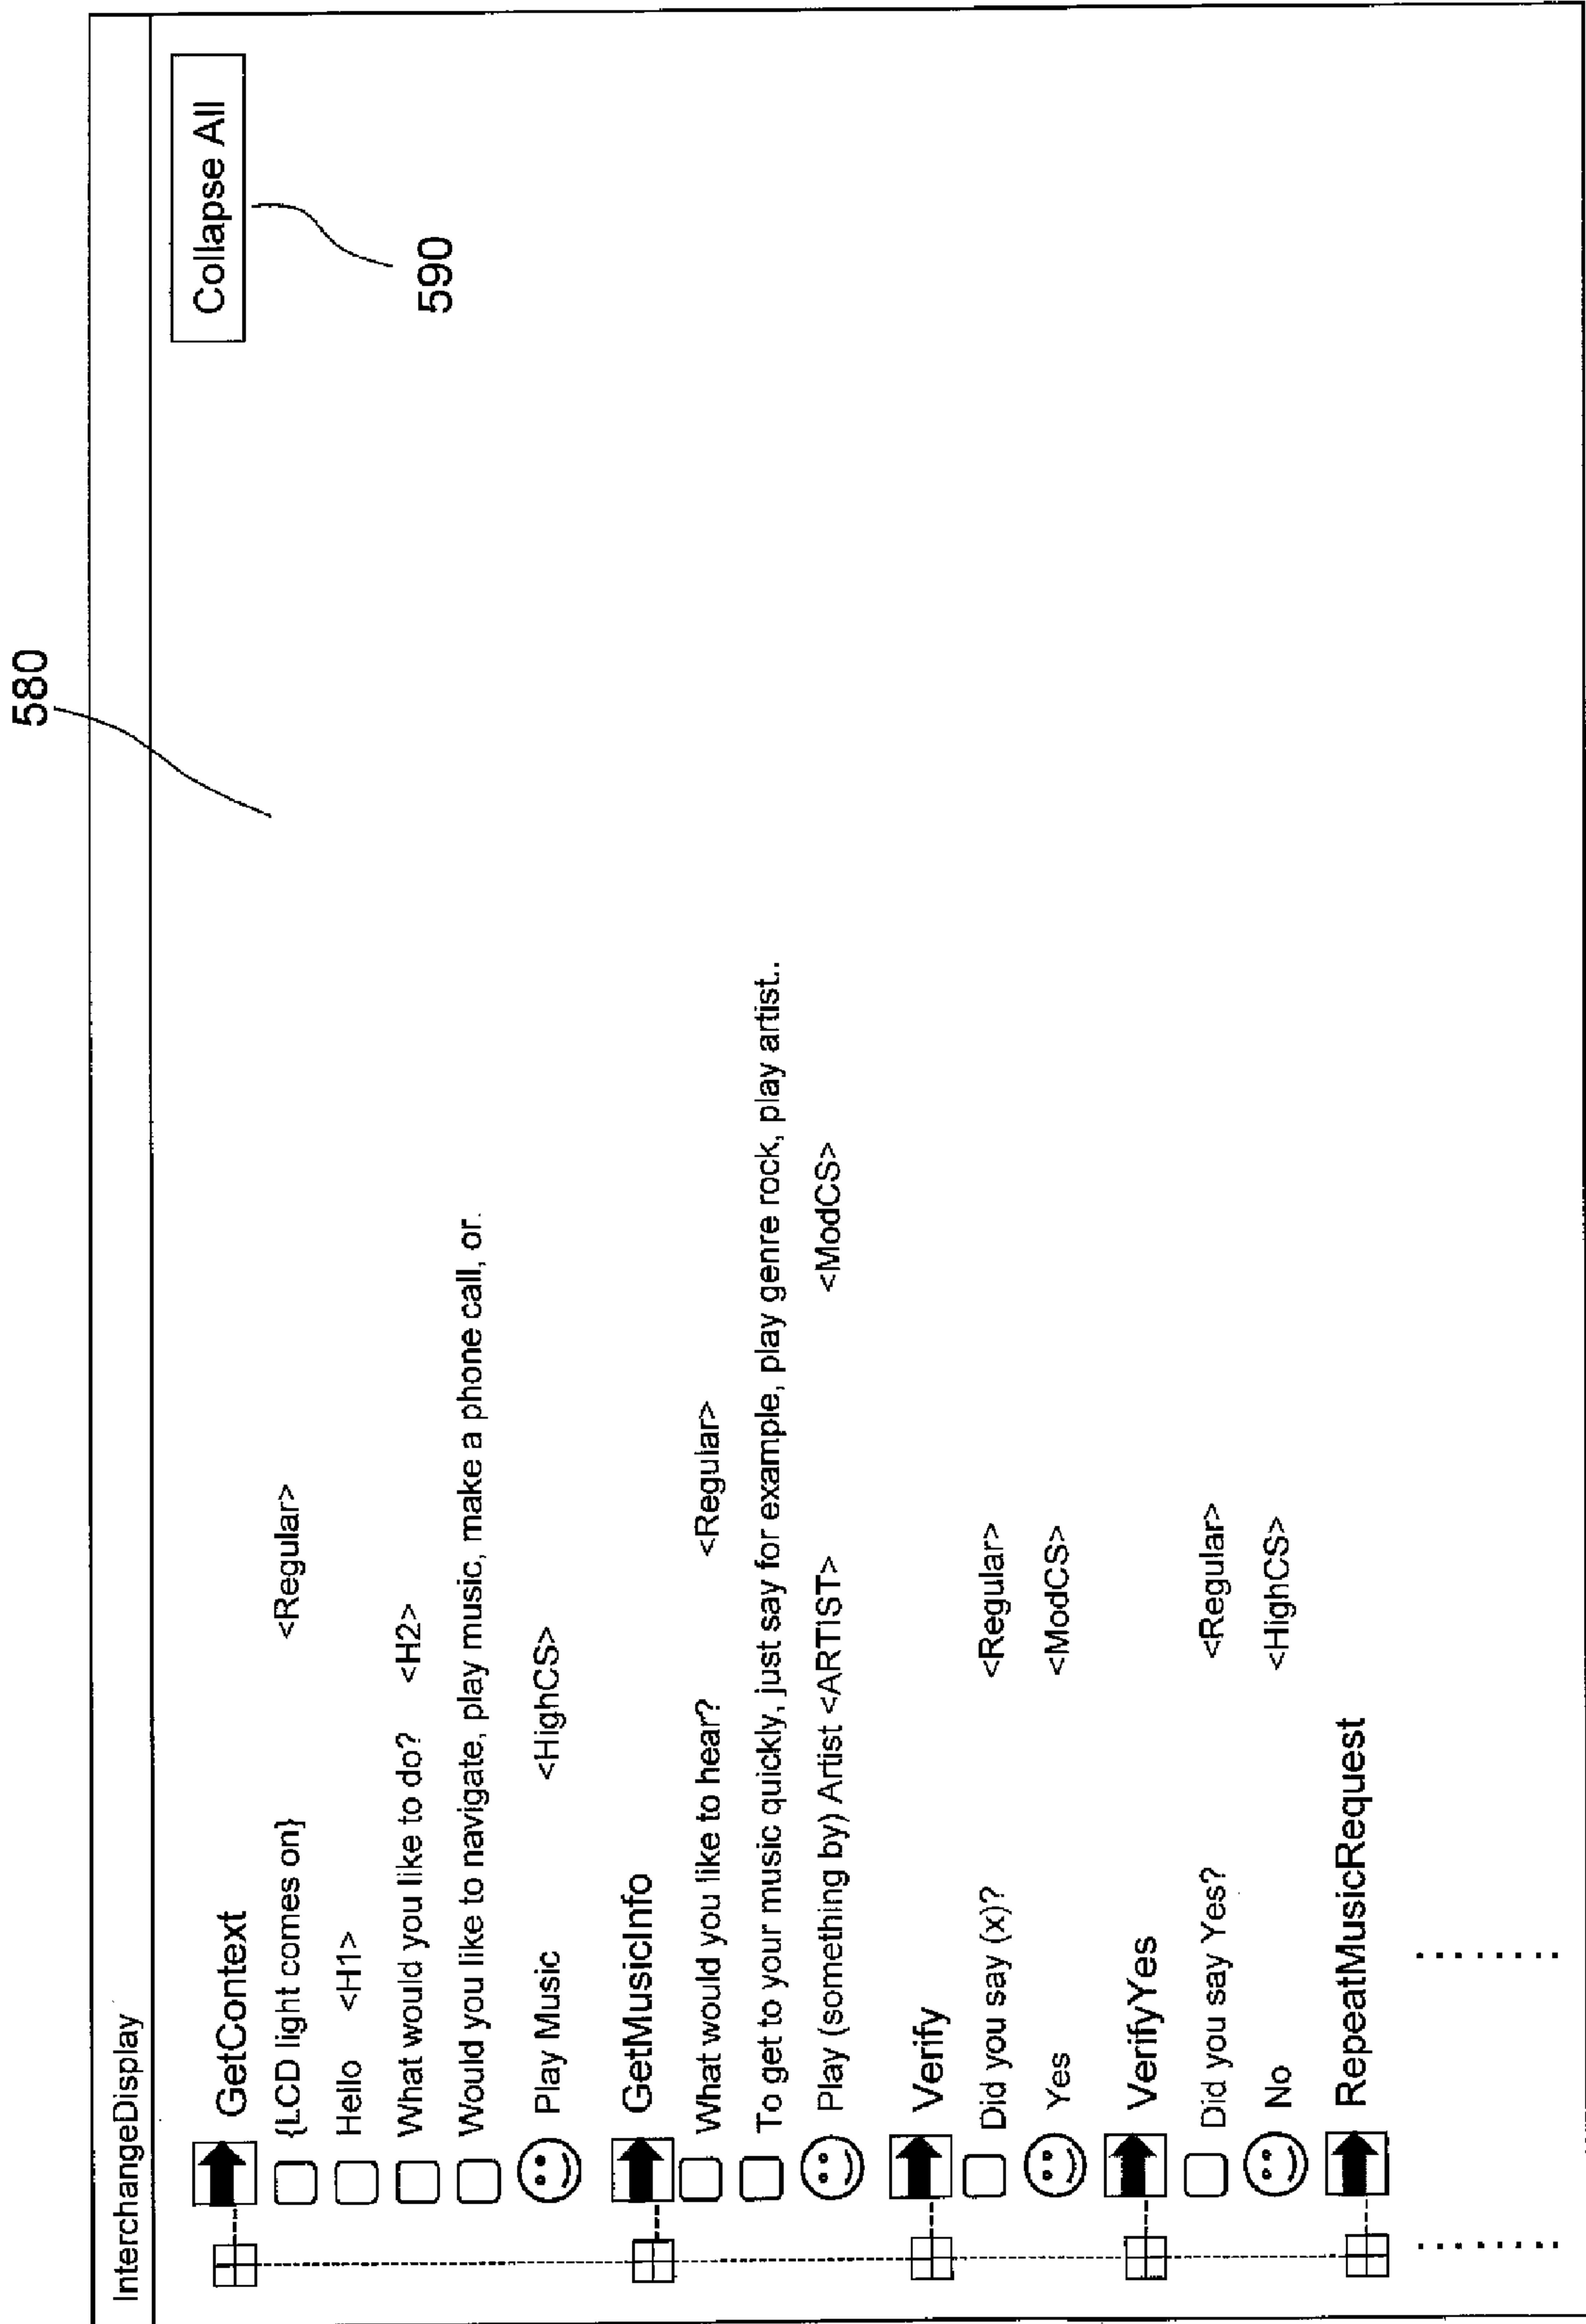 580
InterchangeDisplay
Collapse All
590
GetContext
{LCD light comes on} <Regular>
Hello <H1>
What would you like to do? <H2>
Would you like to navigate, play music, make a phone call, or.
Play Music <HighCS>
GetMusicInfo
What would you like to hear? <Regular>
To get to your music quickly, just say for example, play genre rock, play artist..
Play (something by) Artist <ARTIST> <ModCS>
Verify
Did you say (x)? <Regular>
Yes <ModCS>
VerifyYes
Did you say Yes? <Regular>
No <HighCS>
RepeatMusicRequest